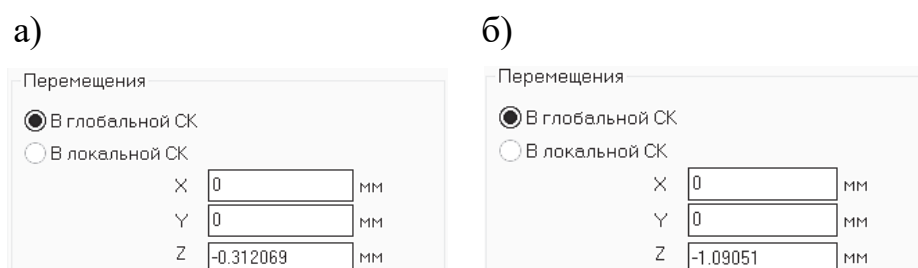 а)
Перемещения
В глобальной СК
В локальной СК
X 0 мм
Y 0 мм
Z -0.312069 мм
б)
Перемещения
В глобальной СК
В локальной СК
X 0 мм
Y 0 мм
Z -1.09051 мм